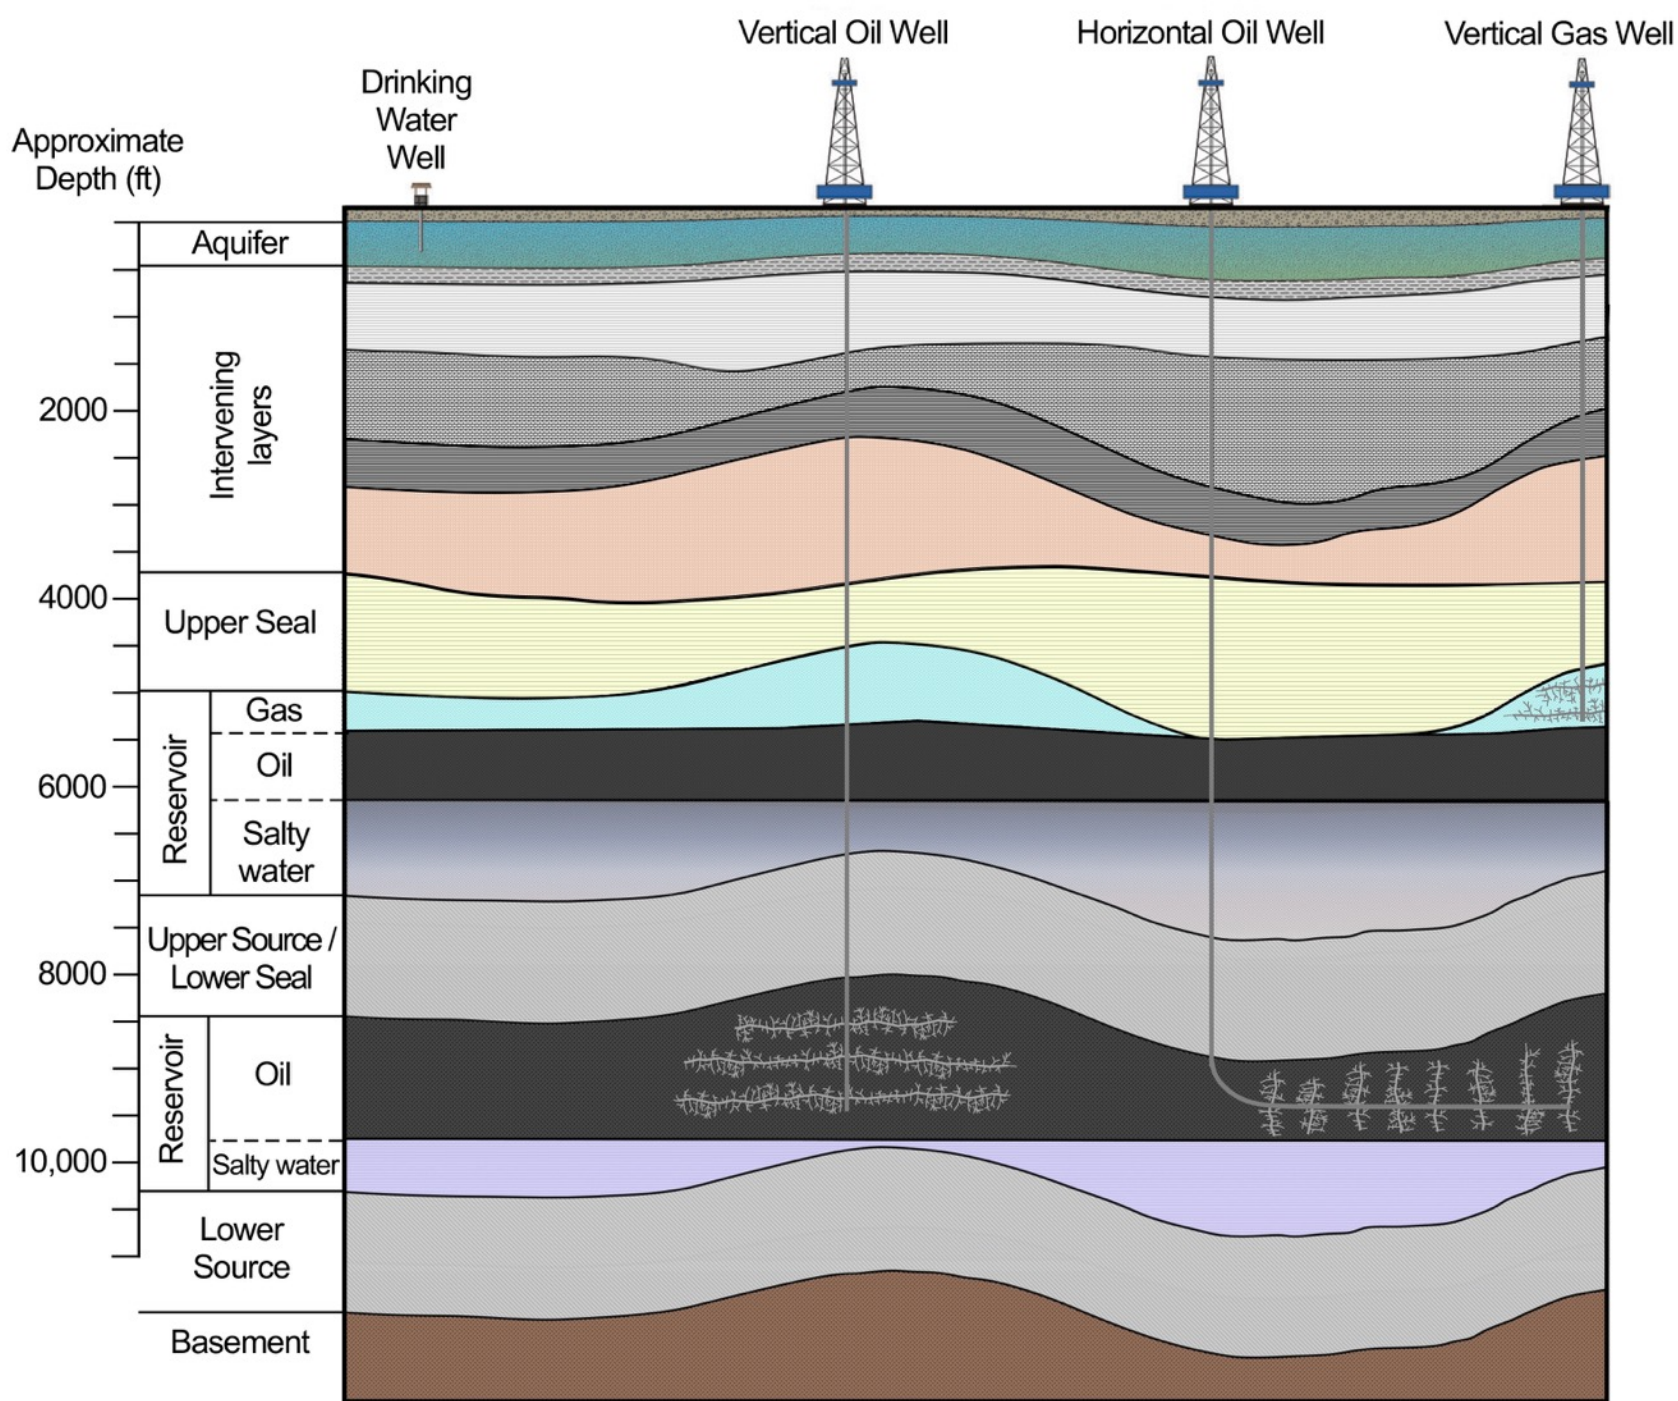 Vertical Oil Well
Horizontal Oil Well
Vertical Gas Well
Drinking
Water
Well
Approximate
Depth (ft)
Aquifer
Intervening
layers
2000
4000
Upper Seal
Reservoir
Gas
Oil
6000
Salty
water
Upper Source /
Lower Seal
8000
Reservoir
Oil
Salty water
10,000
Lower
Source
Basement